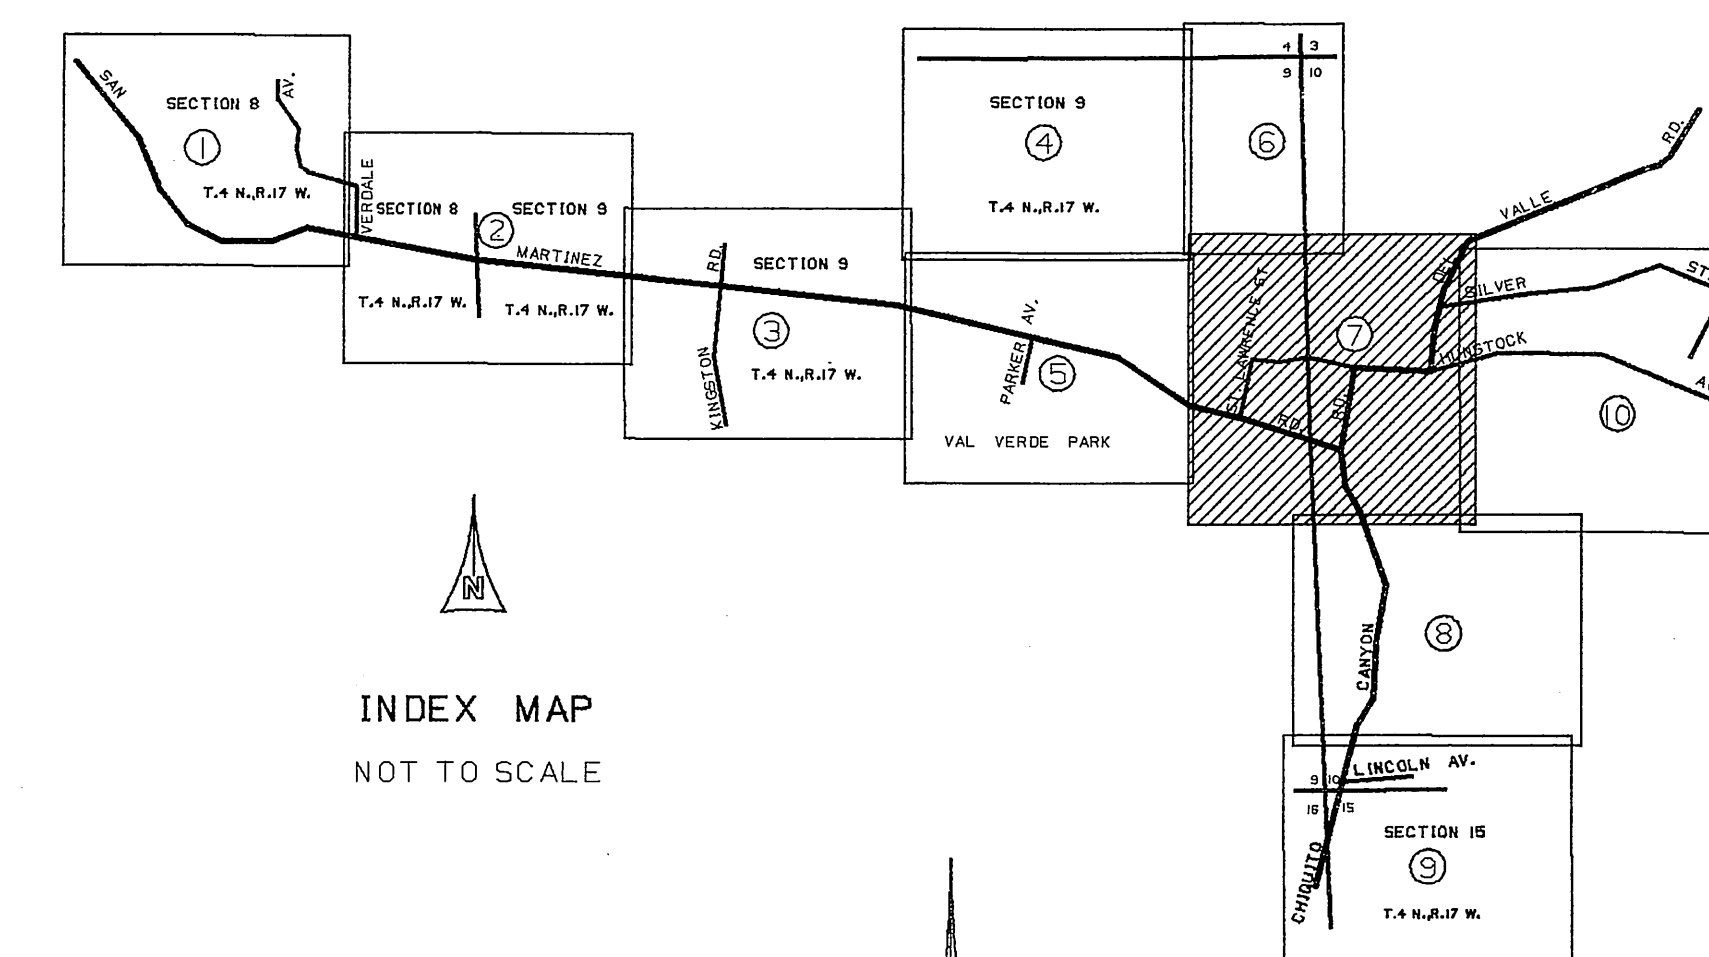 SAN
SECTION 8
AV.
1
T.4 N.,R.17 W.
VERDALE
SECTION 8
SECTION 9
2
MARTINEZ
T.4 N.,R.17 W.
T.4 N.,R.17 W.
RD.
SECTION 9
3
KINGSTON
T.4 N.,R.17 W.
SECTION 9
4
T.4 N.,R.17 W.
4 3
9 10
6
AV.
PARKER
5
VAL VERDE PARK
ST. LAWRENCE ST.
7
RD.
RD.
DEL
VALLE
RD.
SILVER
ST.
HUNSTOCK
10
N
INDEX MAP
NOT TO SCALE
8
CANYON
LINCOLN AV.
9 10
16 15
SECTION 15
9
CHIQUITO
T.4 N.,R.17 W.